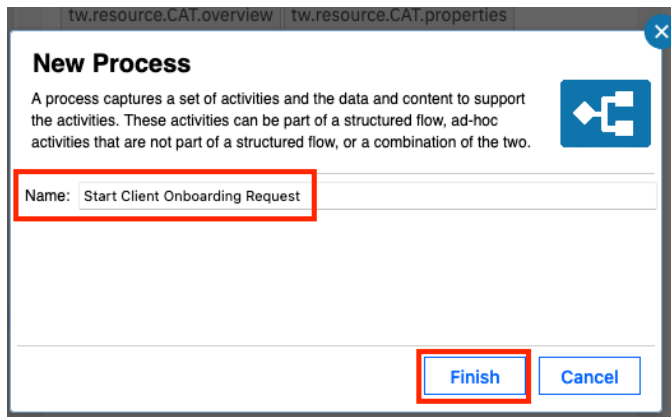 tw.resource.CAT.overview tw.resource.CAT.properties
New Process
A process captures a set of activities and the data and content to support
the activities. These activities can be part of a structured flow, ad-hoc
activities that are not part of a structured flow, or a combination of the two.
Name: Start Client Onboarding Request
Finish Cancel